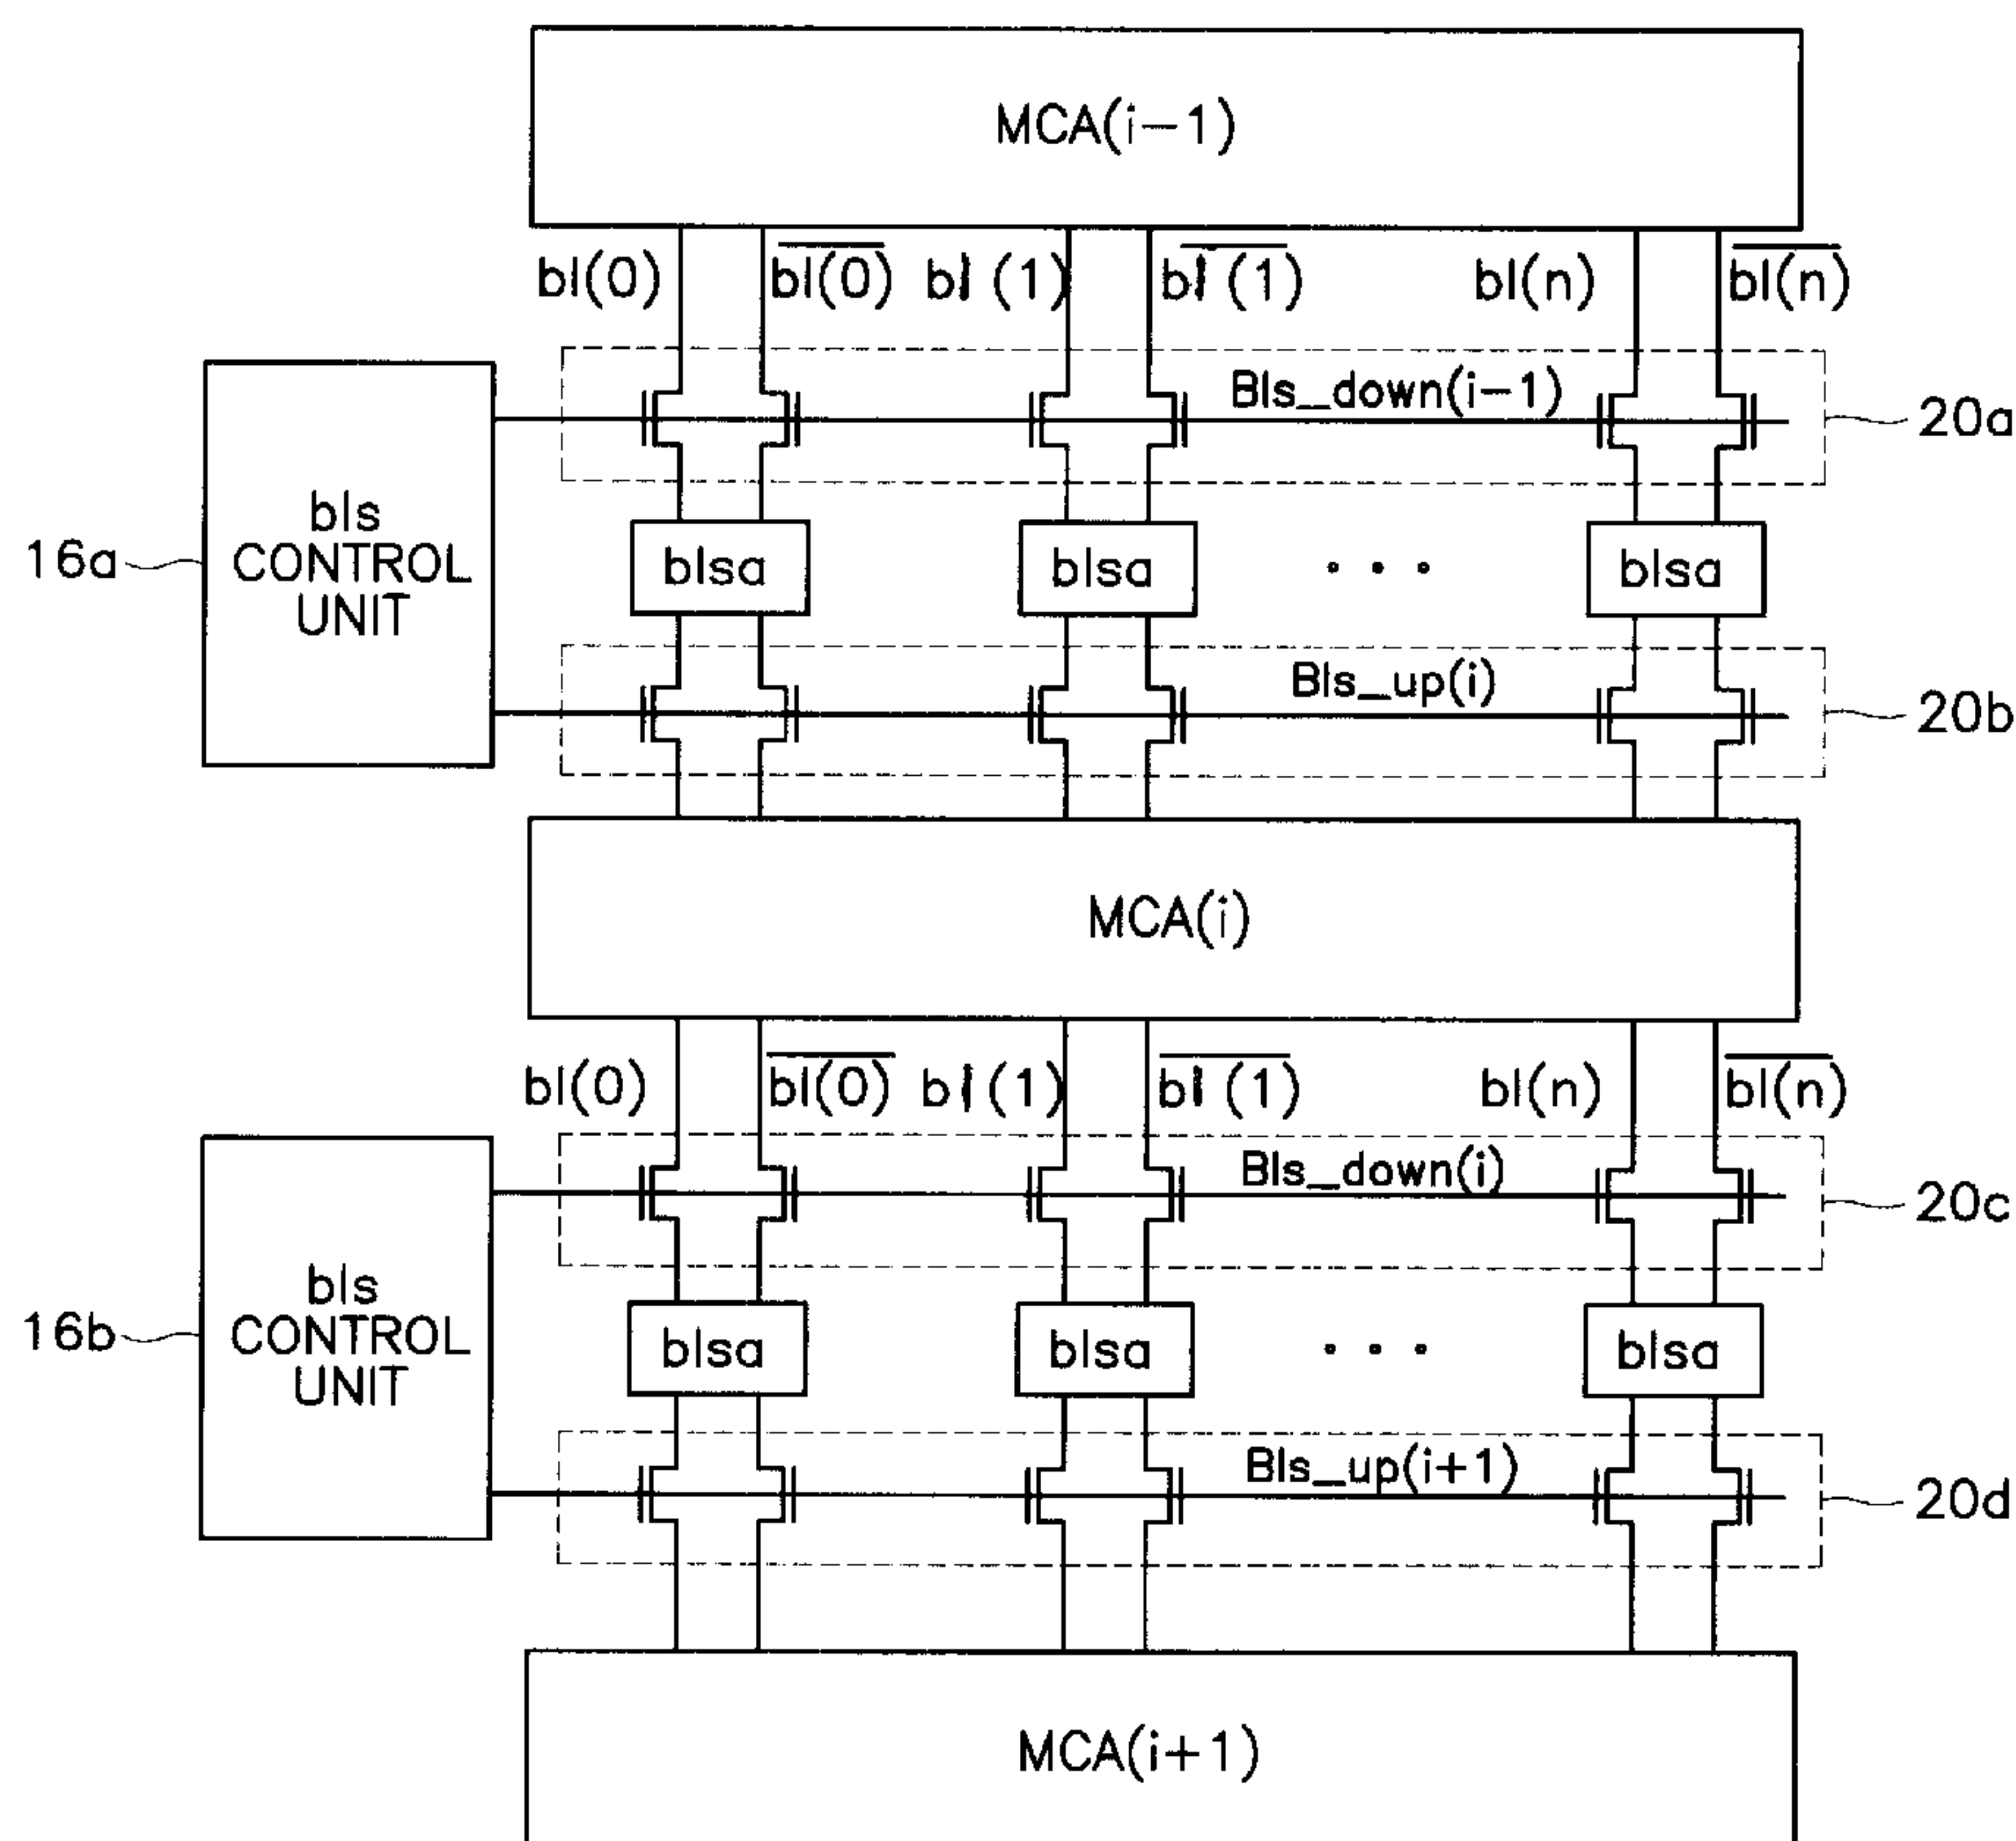 MCA(i-1)
bl(0) bl(0) bl(1) bl(1) bl(n) bl(n)
Bls_down(i-1)
20a
bls
CONTROL
UNIT
16a
blsa blsa • • • blsa
Bls_up(i)
20b
MCA(i)
bl(0) bl(0) bl(1) bl(1) bl(n) bl(n)
Bls_down(i)
20c
bls
CONTROL
UNIT
16b
blsa blsa • • • blsa
Bls_up(i+1)
20d
MCA(i+1)